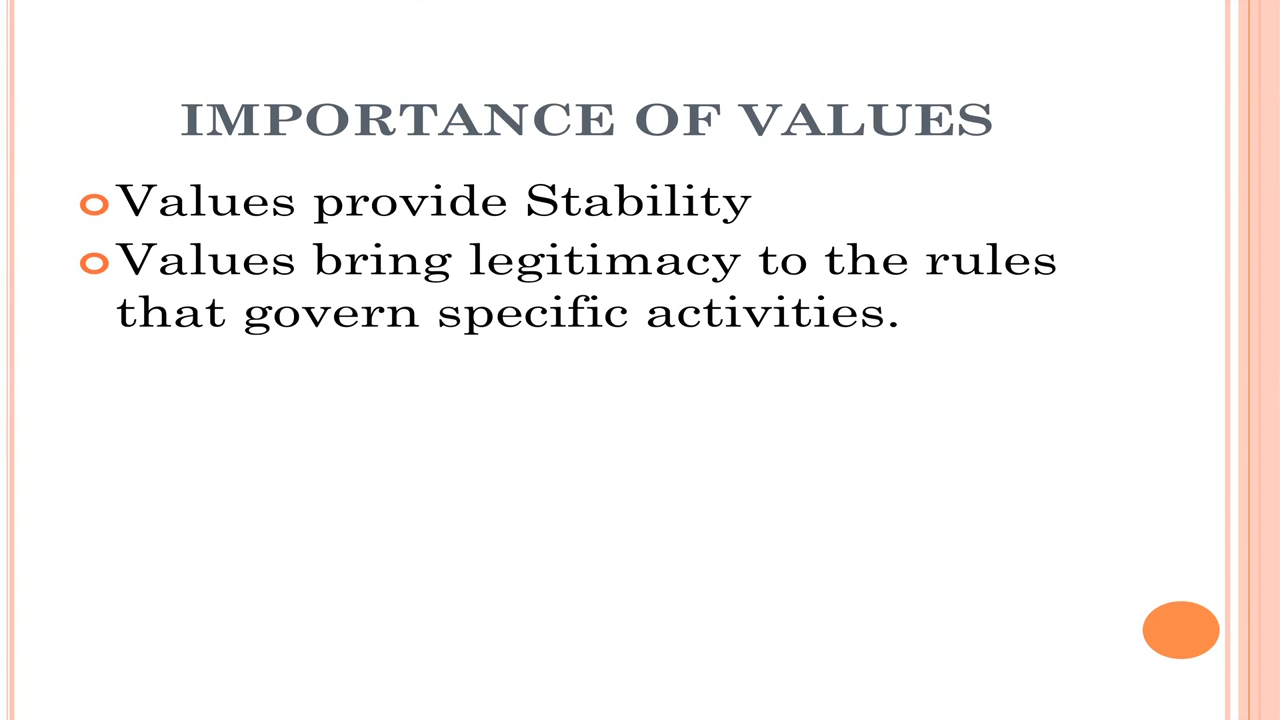 IMPORTANCE OF VALUES
Values provide Stability
Values bring legitimacy to the rules
that govern specific activities.